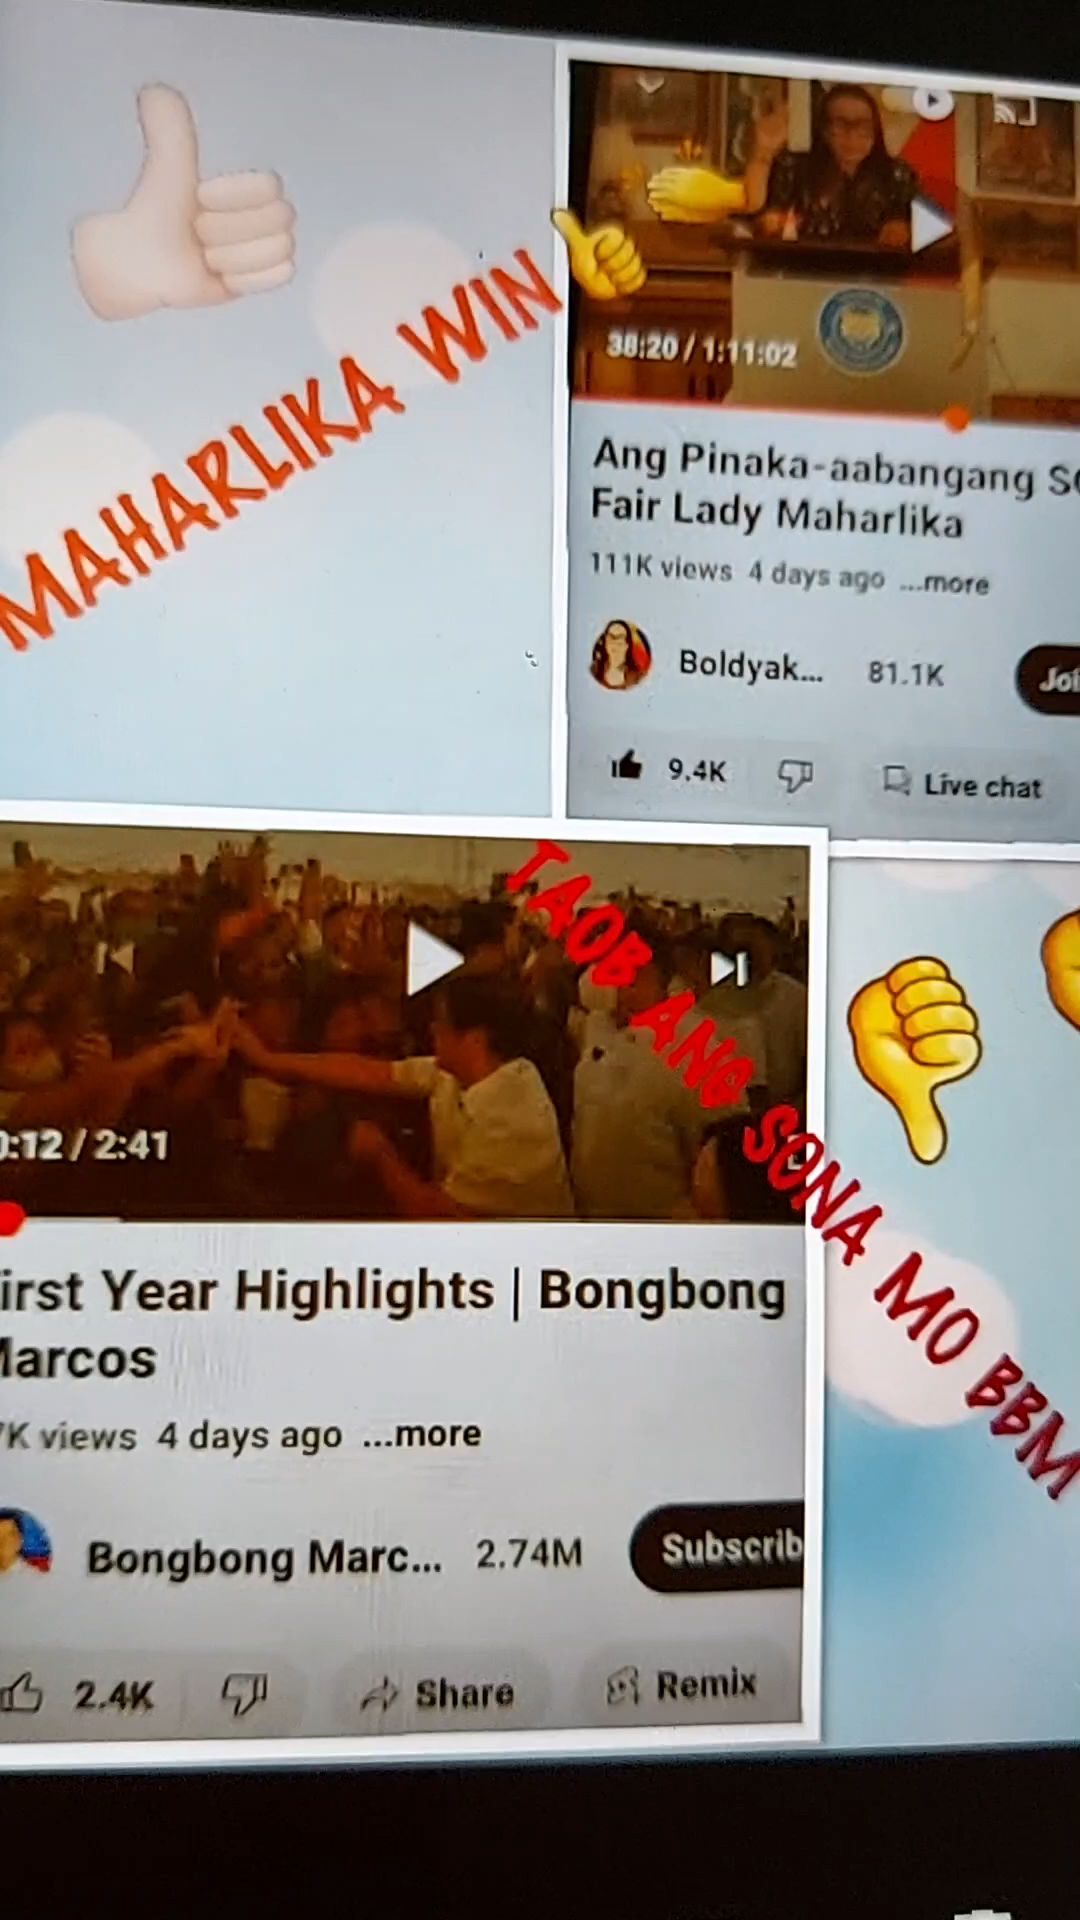 MAHARLIKA WIN
38:20 / 1:11:02
Ang Pinaka-aabangang
Fair Lady Maharlika
111K views 4 days ago ...more
Boldyak... 81.1K
9.4K
Live chat
TAOB ANG SONA MO BBM
:12 / 2:41
irst Year Highlights | Bongbong
Marcos
K views 4 days ago ...more
Bongbong Marc... 2.74M
Subscrib
2.4K
Share
Remix